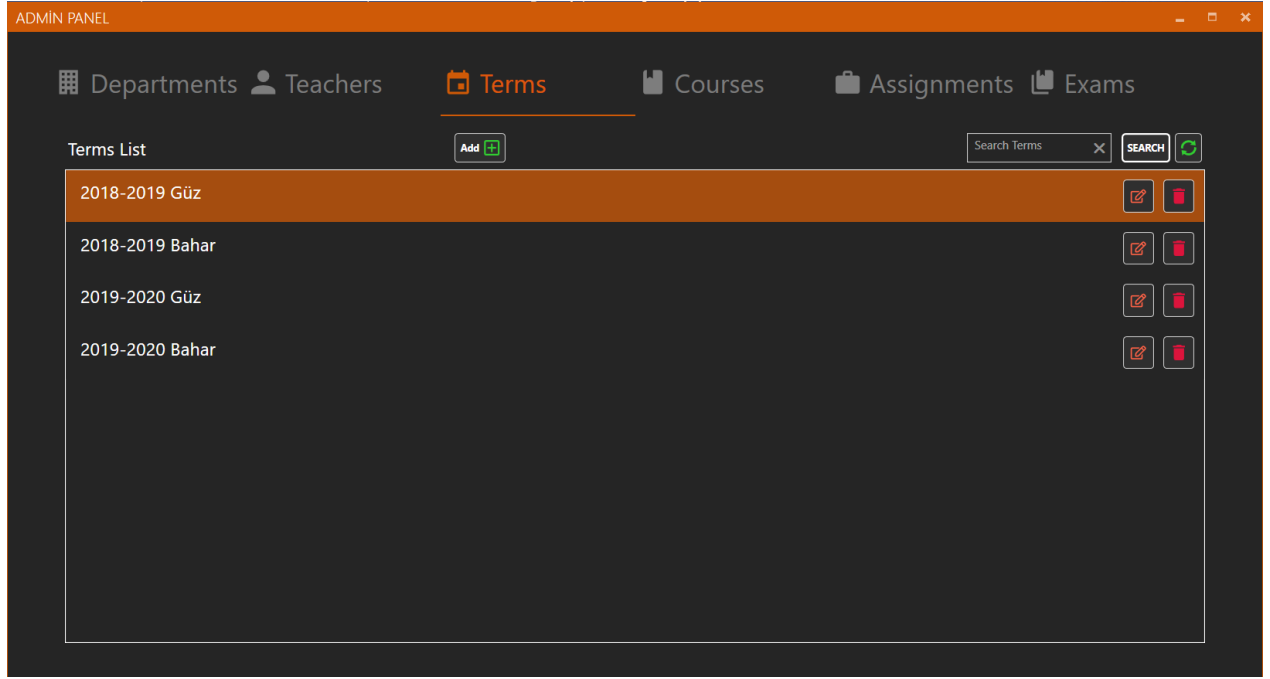 ADMİN PANEL
Departments Teachers Terms Courses Assignments Exams
Terms List Add Search Terms SEARCH
2018-2019 Güz
2018-2019 Bahar
2019-2020 Güz
2019-2020 Bahar